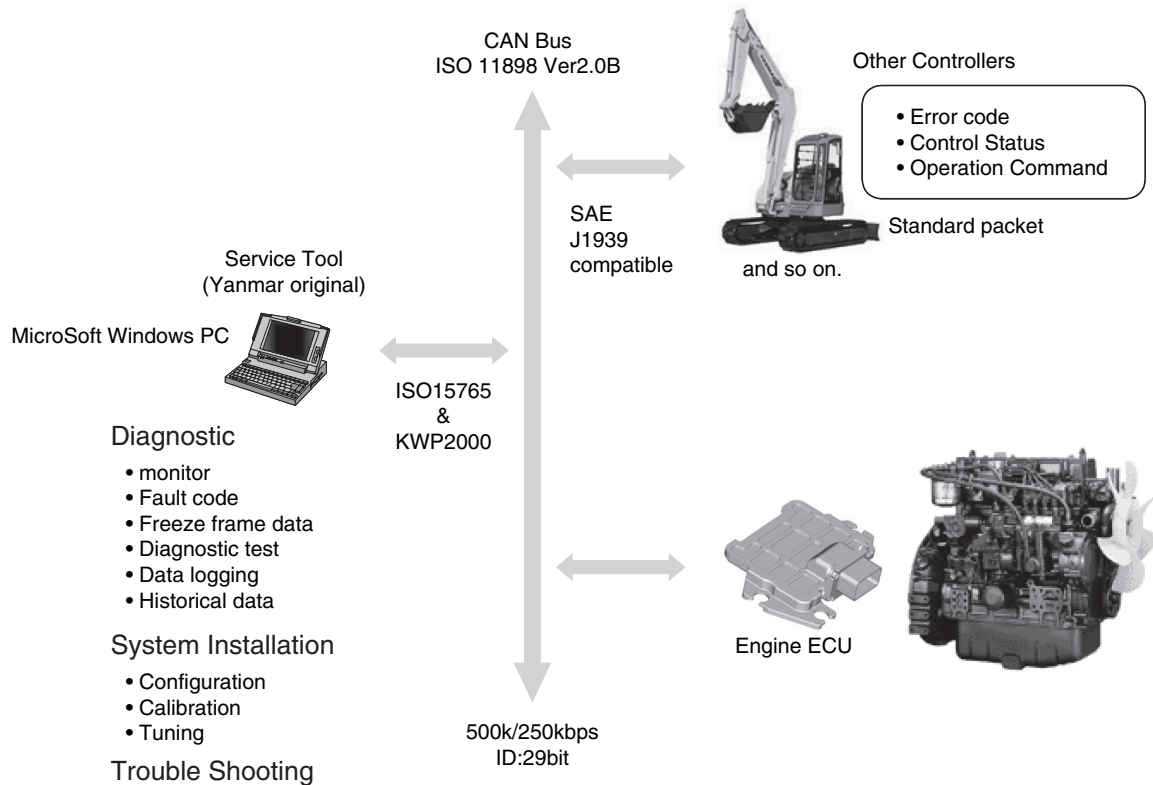 CAN Bus
ISO 11898 Ver2.0B
Other Controllers
• Error code
• Control Status
• Operation Command
SAE
J1939
compatible
Standard packet
and so on.
Service Tool
(Yanmar original)
MicroSoft Windows PC
ISO15765
&
KWP2000
Diagnostic
• monitor
• Fault code
• Freeze frame data
• Diagnostic test
• Data logging
• Historical data
System Installation
• Configuration
• Calibration
• Tuning
Trouble Shooting
Engine ECU
500k/250kbps
ID:29bit